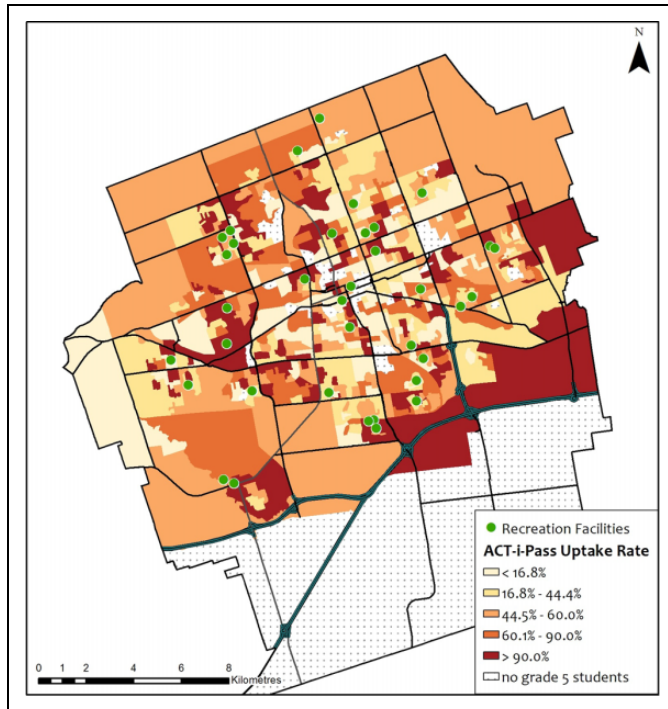 N
Recreation Facilities
ACT-i-Pass Uptake Rate
< 16.8%
16.8% - 44.4%
44.5% - 60.0%
60.1% - 90.0%
> 90.0%
no grade 5 students
0 1 2 4 6 8
Kilometres